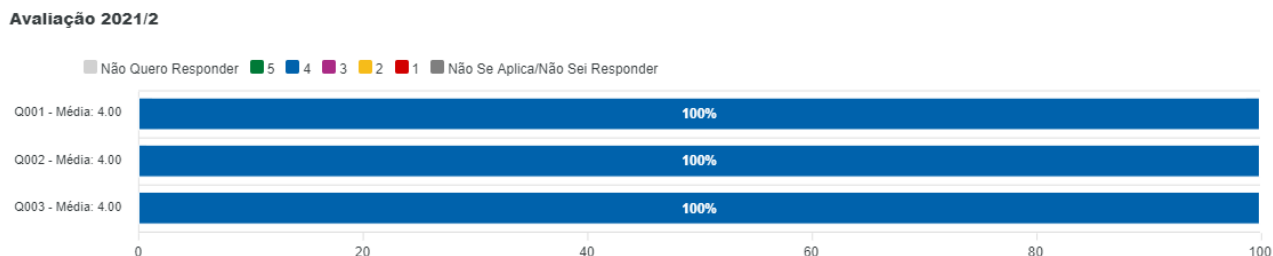 Avaliação 2021/2
Não Quero Responder 5 4 3 2 1 Não Se Aplica/Não Sei Responder
Q001 - Média: 4.00 100%
Q002 - Média: 4.00 100%
Q003 - Média: 4.00 100%
0 20 40 60 80 100